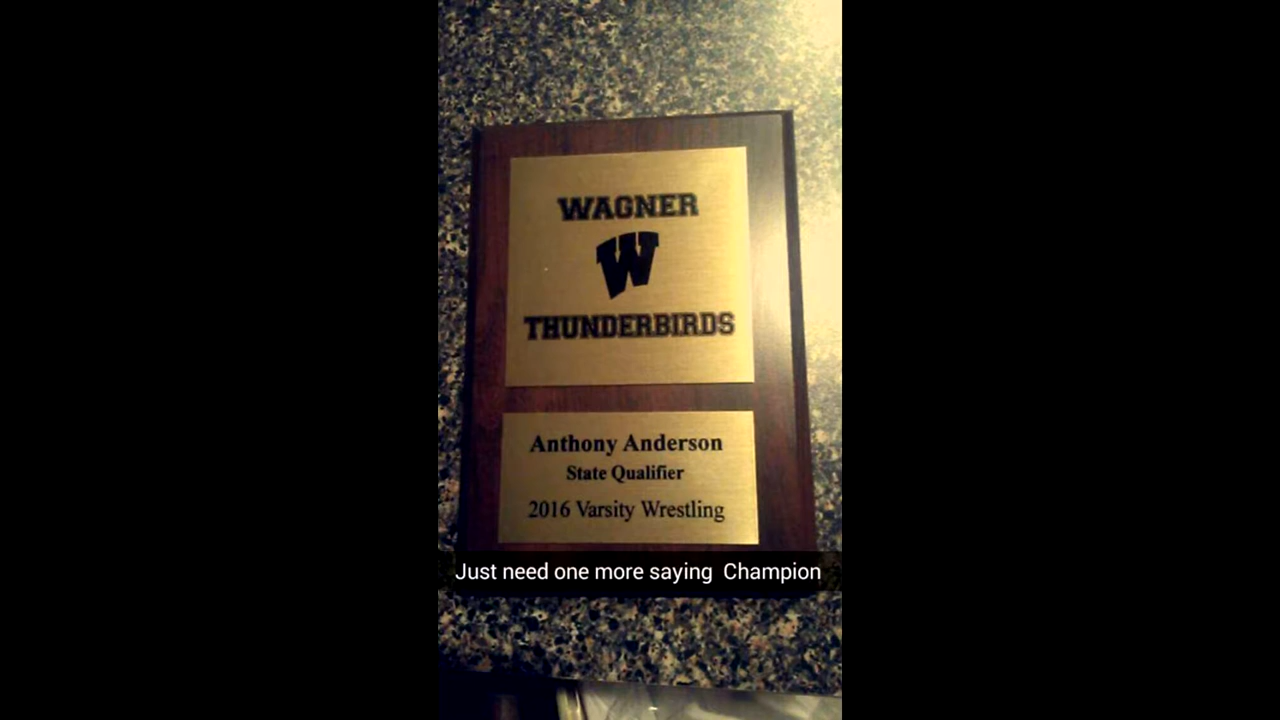 WAGNER
W
THUNDERBIRDS
Anthony Anderson
State Qualifier
2016 Varsity Wrestling
Just need one more saying  Champion